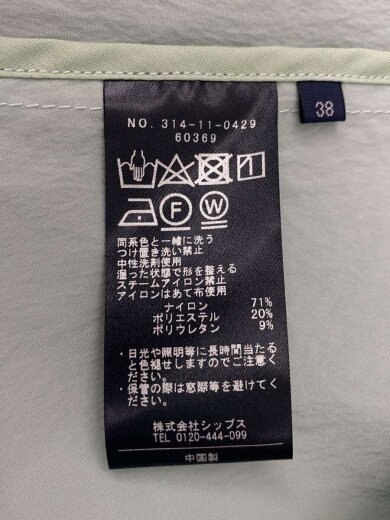 38
NO. 314-11-0429
60369
F W
同系色と一緒に洗う
つけ置き洗い禁止
中性洗剤使用
湿った状態で形を整える
スチームアイロン禁止
アイロンはあて布使用
ナイロン 71%
ポリエステル 20%
ポリウレタン 9%
・日光や照明等に長時間当たると色褪せしますのでご注意ください。
・保管の際は窓際等を避けてください。
株式会社シップス
TEL 0120-444-099
中国製